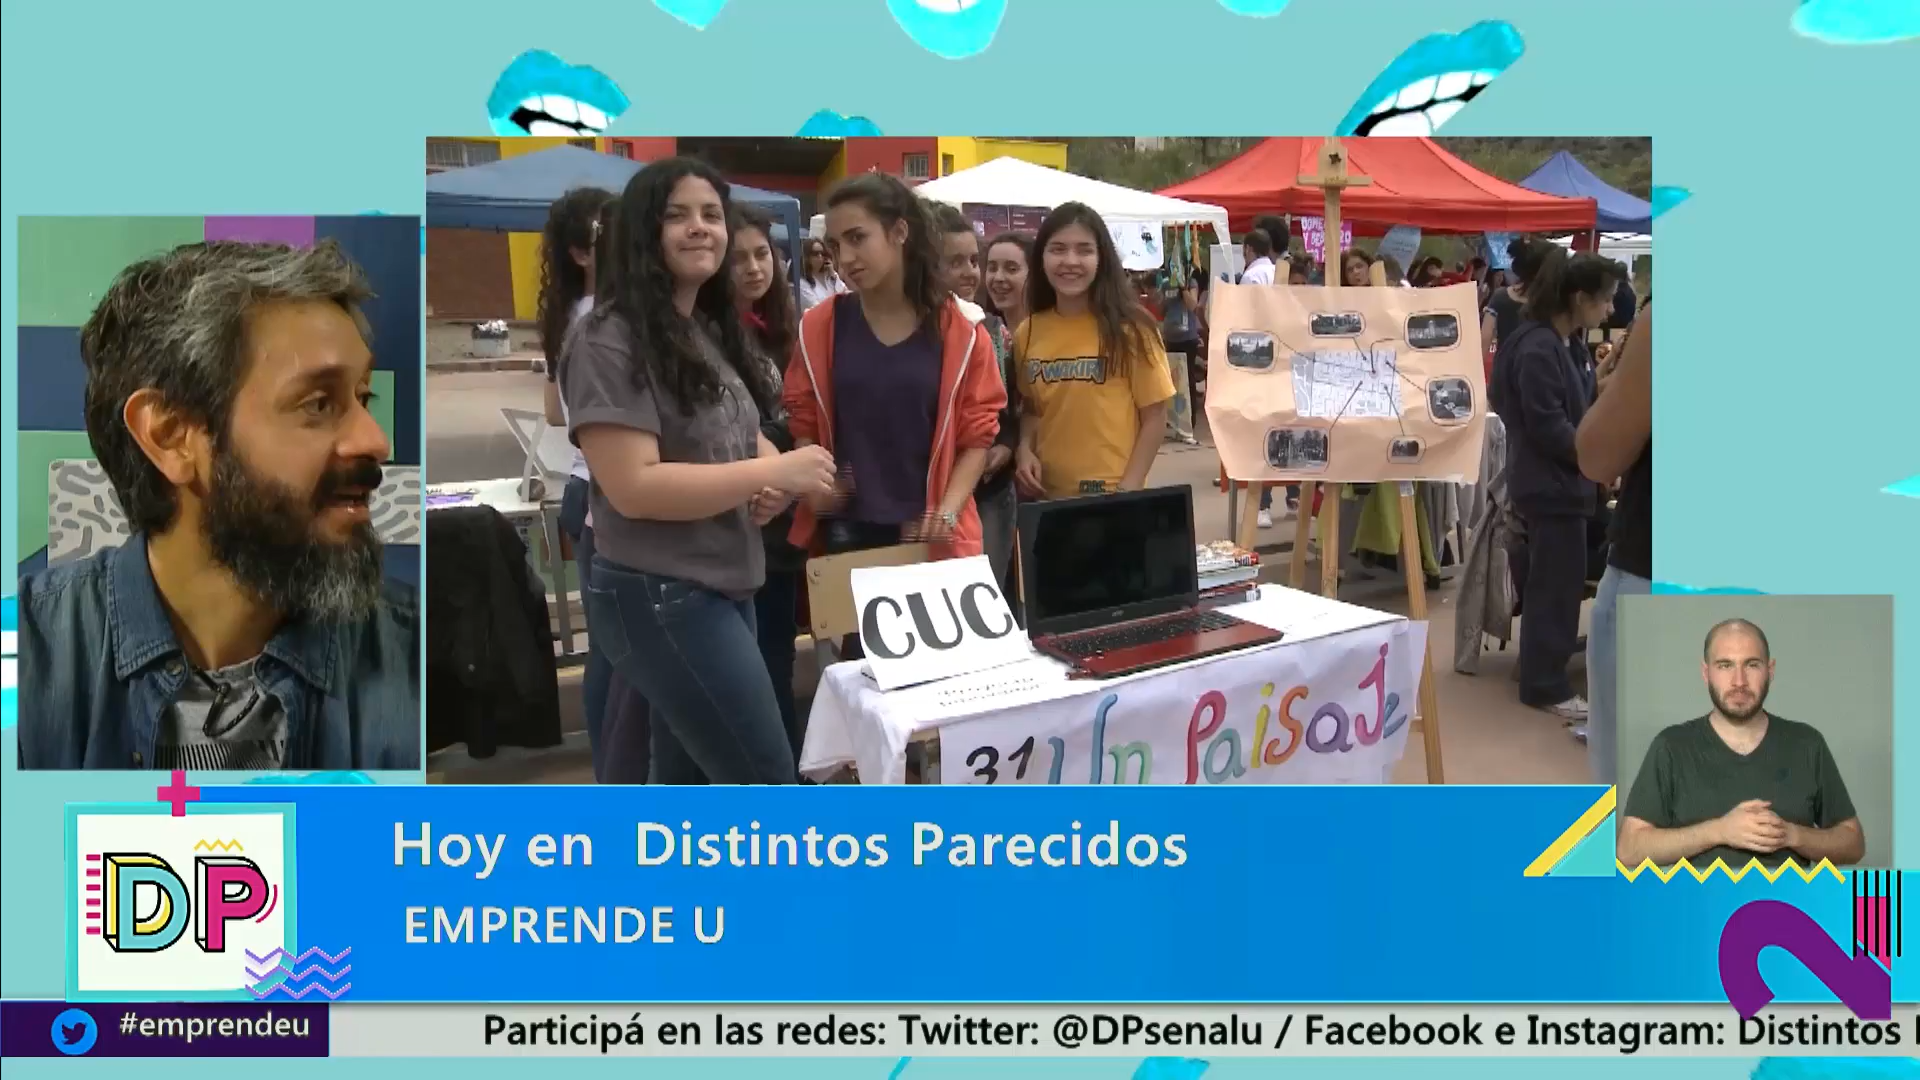 CUC
31 Un Paisaje
Hoy en Distintos Parecidos
EMPRENDE U
DP
#emprendeu
Participá en las redes: Twitter: @DPsenalu / Facebook e Instagram: Distintos